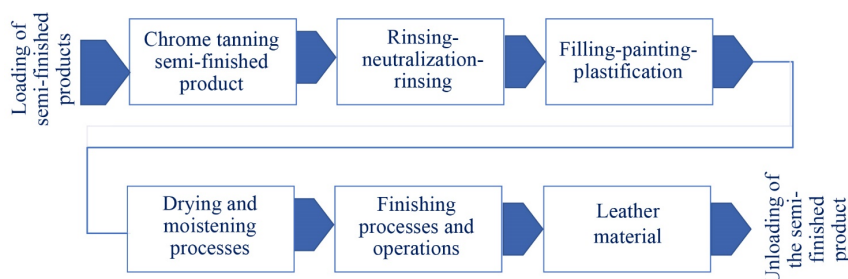 Loading of
semi-finished
products
Chrome tanning
semi-finished
product
Rinsing-
neutralization-
rinsing
Filling-painting-
plastification
Drying and
moistening
processes
Finishing
processes and
operations
Leather
material
Unloading of
the semi-
finished
product